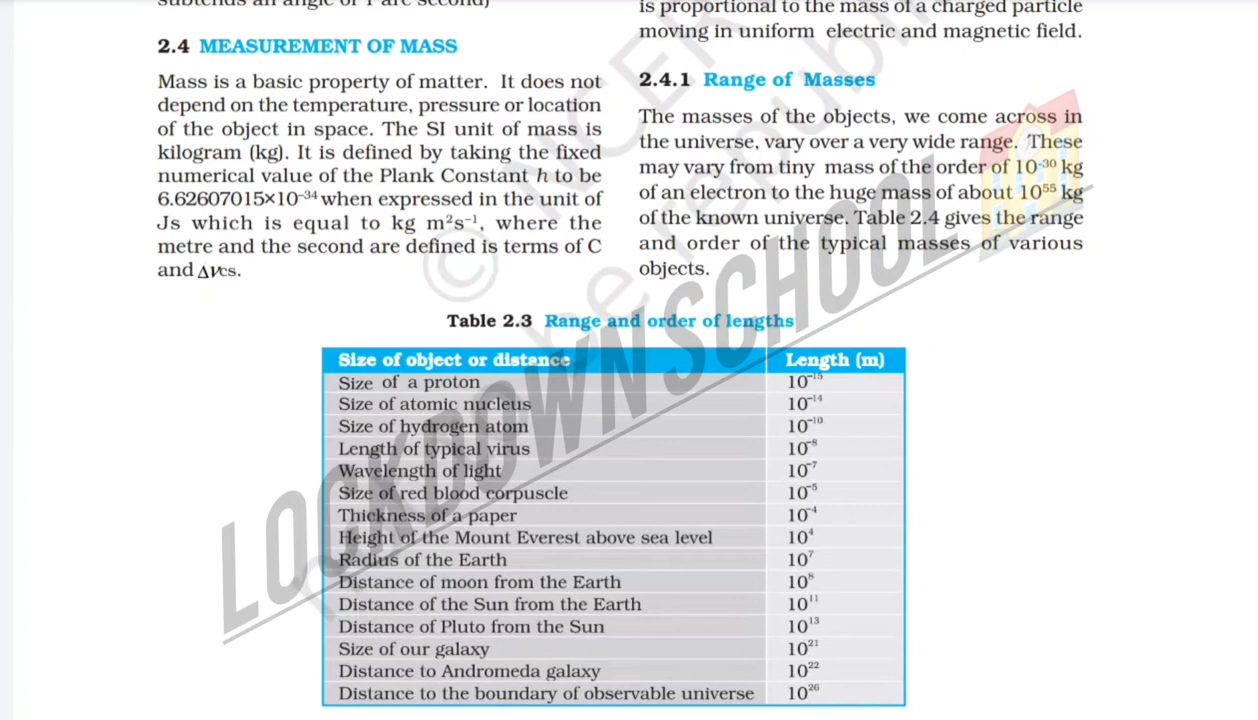 2.4 MEASUREMENT OF MASS
Mass is a basic property of matter. It does not
depend on the temperature, pressure or location
of the object in space. The SI unit of mass is
kilogram (kg). It is defined by taking the fixed
numerical value of the Plank Constant h to be
6.62607015×10⁻³⁴ when expressed in the unit of
Js which is equal to kg m²s⁻¹, where the
metre and the second are defined is terms of C
and Δνcs.
is proportional to the mass of a charged particle
moving in uniform electric and magnetic field.
2.4.1 Range of Masses
The masses of the objects, we come across in
the universe, vary over a very wide range. These
may vary from tiny mass of the order of 10⁻³⁰ kg
of an electron to the huge mass of about 10⁵⁵ kg
of the known universe. Table 2.4 gives the range
and order of the typical masses of various
objects.
Table 2.3 Range and order of lengths
Size of object or distance Length (m)
Size of a proton 10⁻¹⁵
Size of atomic nucleus 10⁻¹⁴
Size of hydrogen atom 10⁻¹⁰
Length of typical virus 10⁻⁸
Wavelength of light 10⁻⁷
Size of red blood corpuscle 10⁻⁵
Thickness of a paper 10⁻⁴
Height of the Mount Everest above sea level 10⁴
Radius of the Earth 10⁷
Distance of moon from the Earth 10⁸
Distance of the Sun from the Earth 10¹¹
Distance of Pluto from the Sun 10¹³
Size of our galaxy 10²¹
Distance to Andromeda galaxy 10²²
Distance to the boundary of observable universe 10²⁶
LOCKDOWN SCHOOL